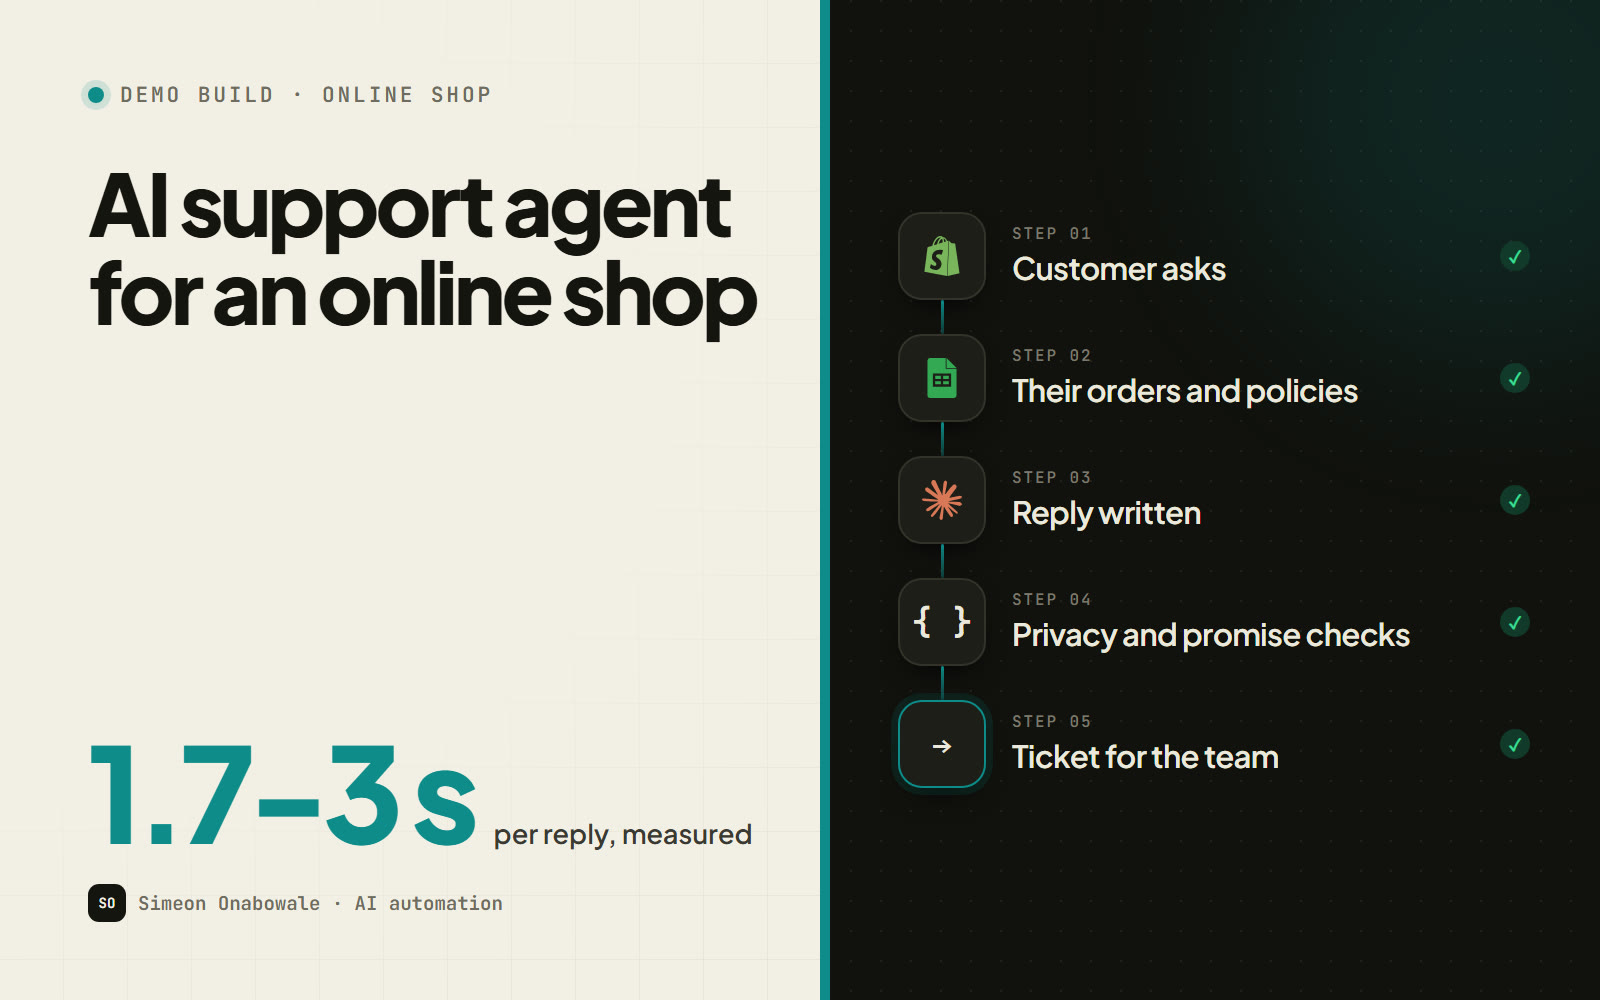 DEMO BUILD · ONLINE SHOP
AI support agent
for an online shop
1.7–3s per reply, measured
SO Simeon Onabowale · AI automation
STEP 01
Customer asks
STEP 02
Their orders and policies
STEP 03
Reply written
{ }
STEP 04
Privacy and promise checks
STEP 05
Ticket for the team